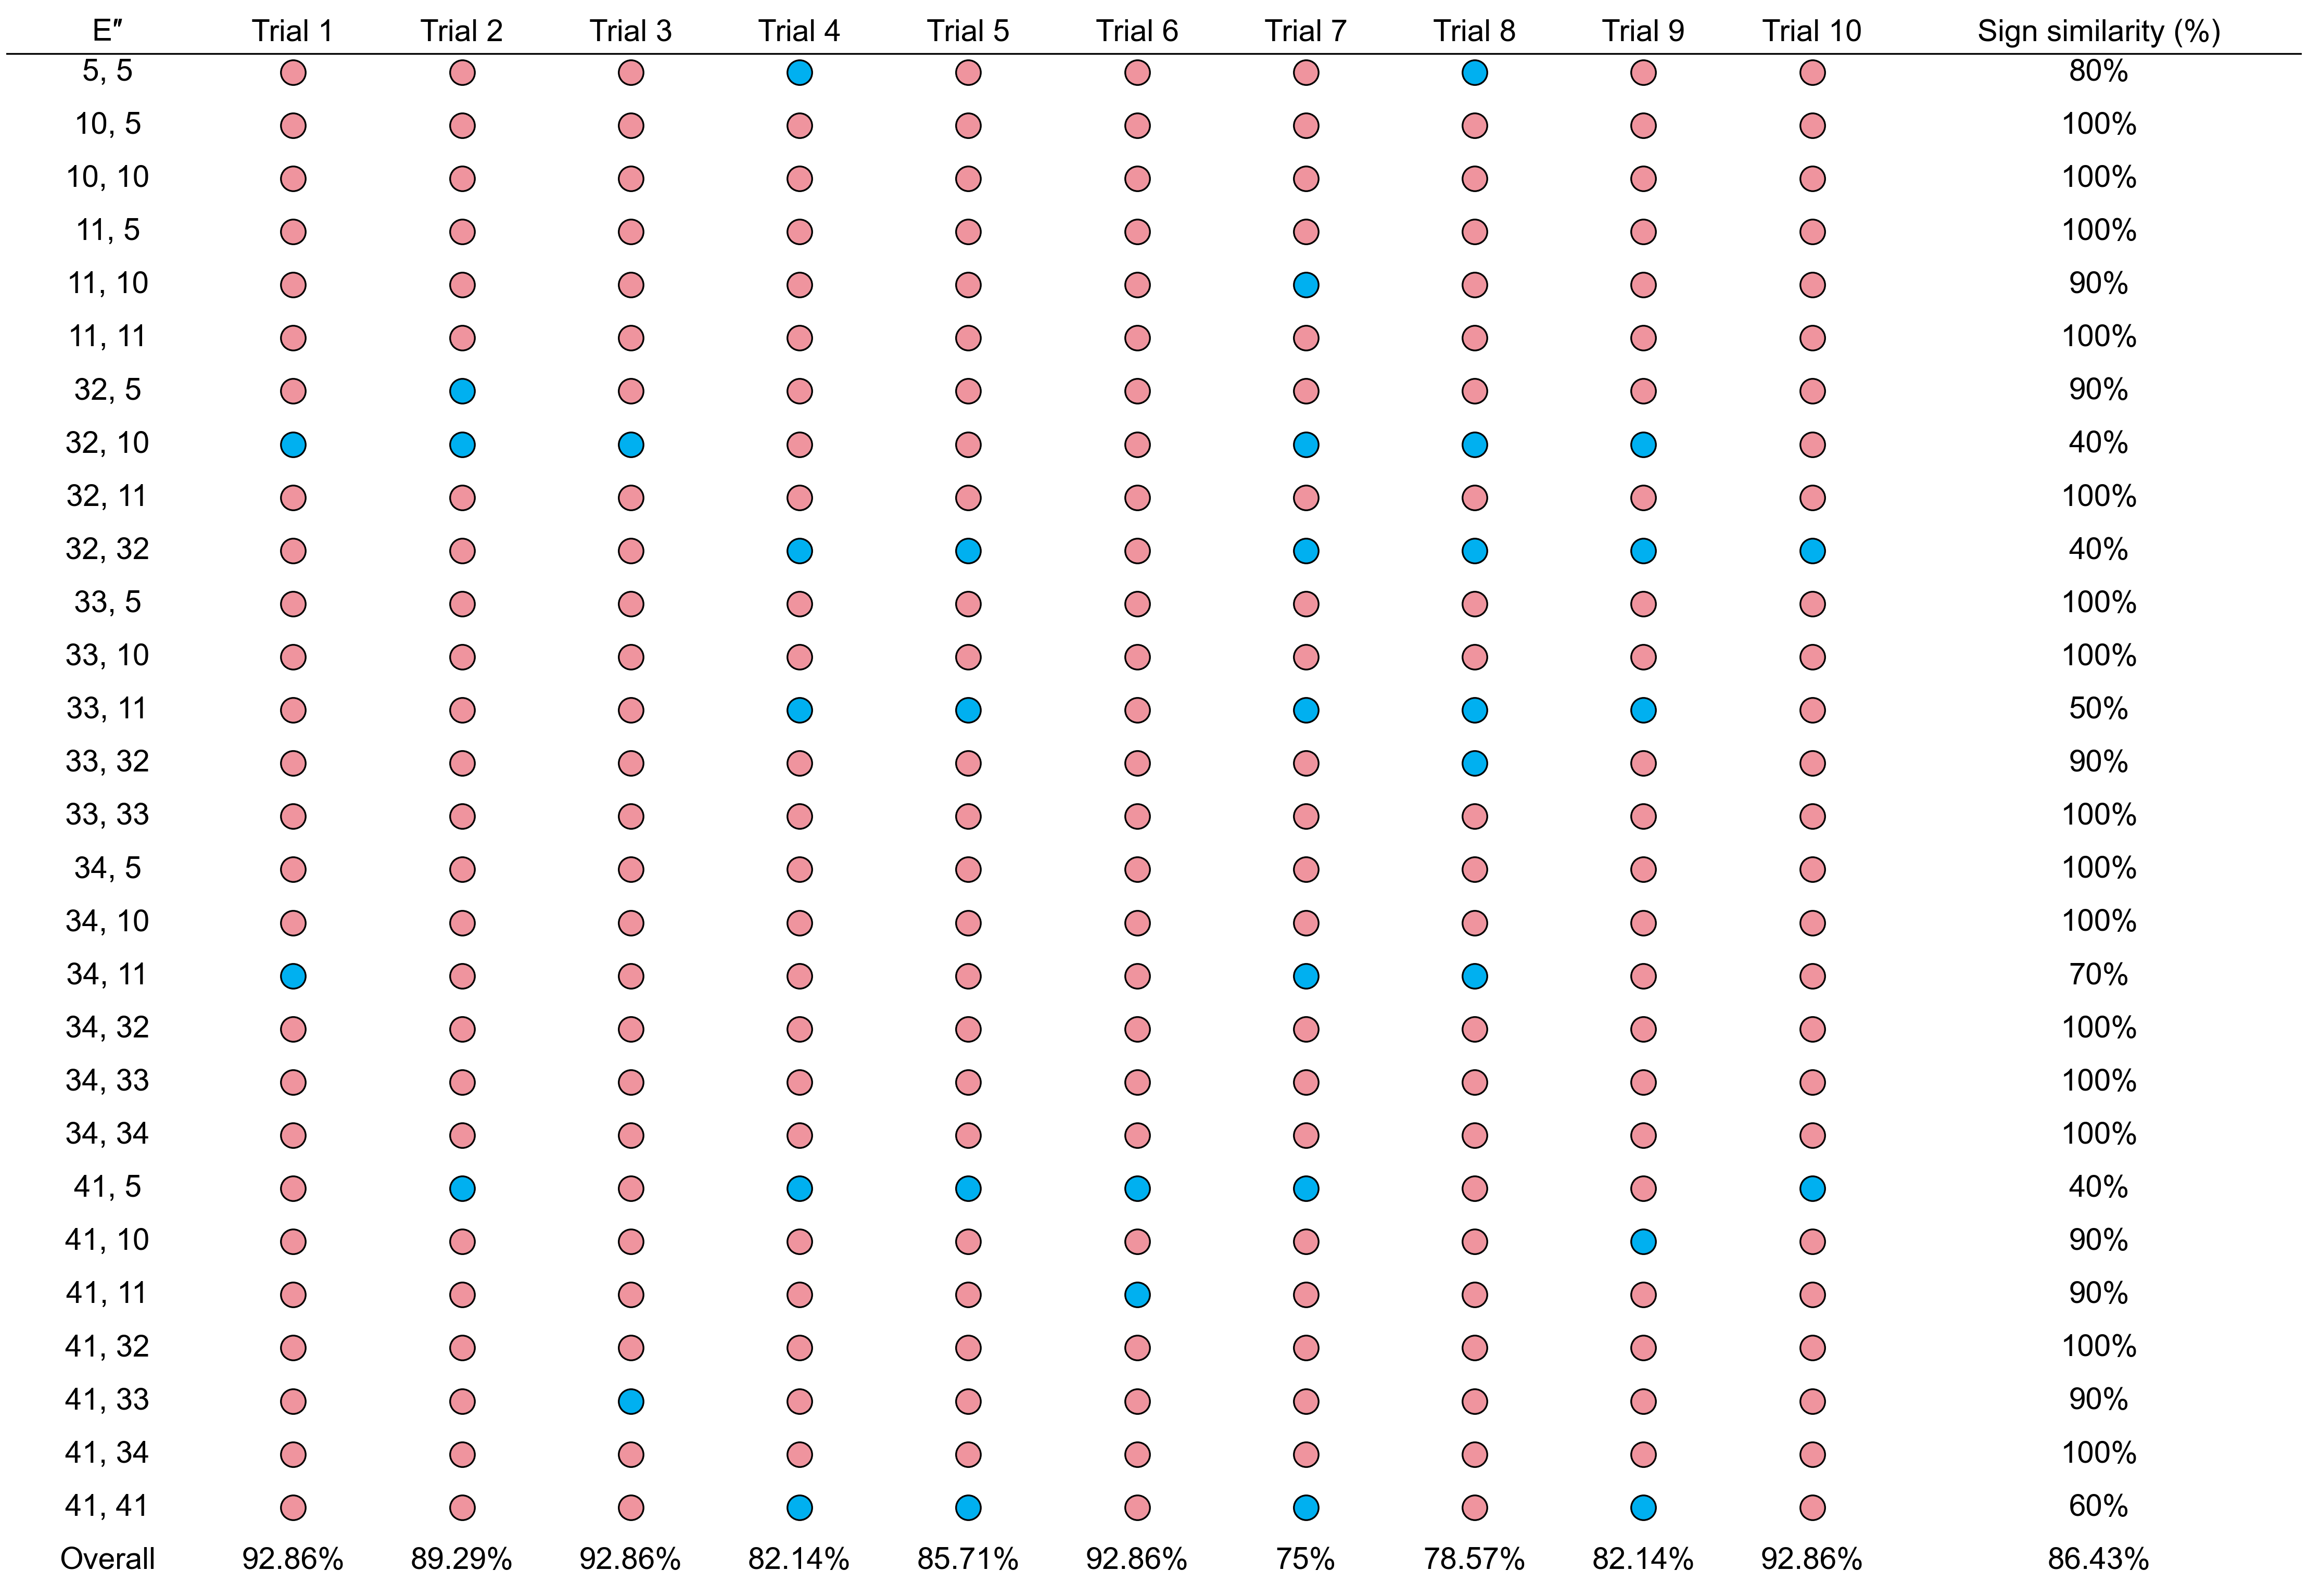 E″ Trial 1 Trial 2 Trial 3 Trial 4 Trial 5 Trial 6 Trial 7 Trial 8 Trial 9 Trial 10 Sign similarity (%)
5, 5 80%
10, 5 100%
10, 10 100%
11, 5 100%
11, 10 90%
11, 11 100%
32, 5 90%
32, 10 40%
32, 11 100%
32, 32 40%
33, 5 100%
33, 10 100%
33, 11 50%
33, 32 90%
33, 33 100%
34, 5 100%
34, 10 100%
34, 11 70%
34, 32 100%
34, 33 100%
34, 34 100%
41, 5 40%
41, 10 90%
41, 11 90%
41, 32 100%
41, 33 90%
41, 34 100%
41, 41 60%
Overall 92.86% 89.29% 92.86% 82.14% 85.71% 92.86% 75% 78.57% 82.14% 92.86% 86.43%